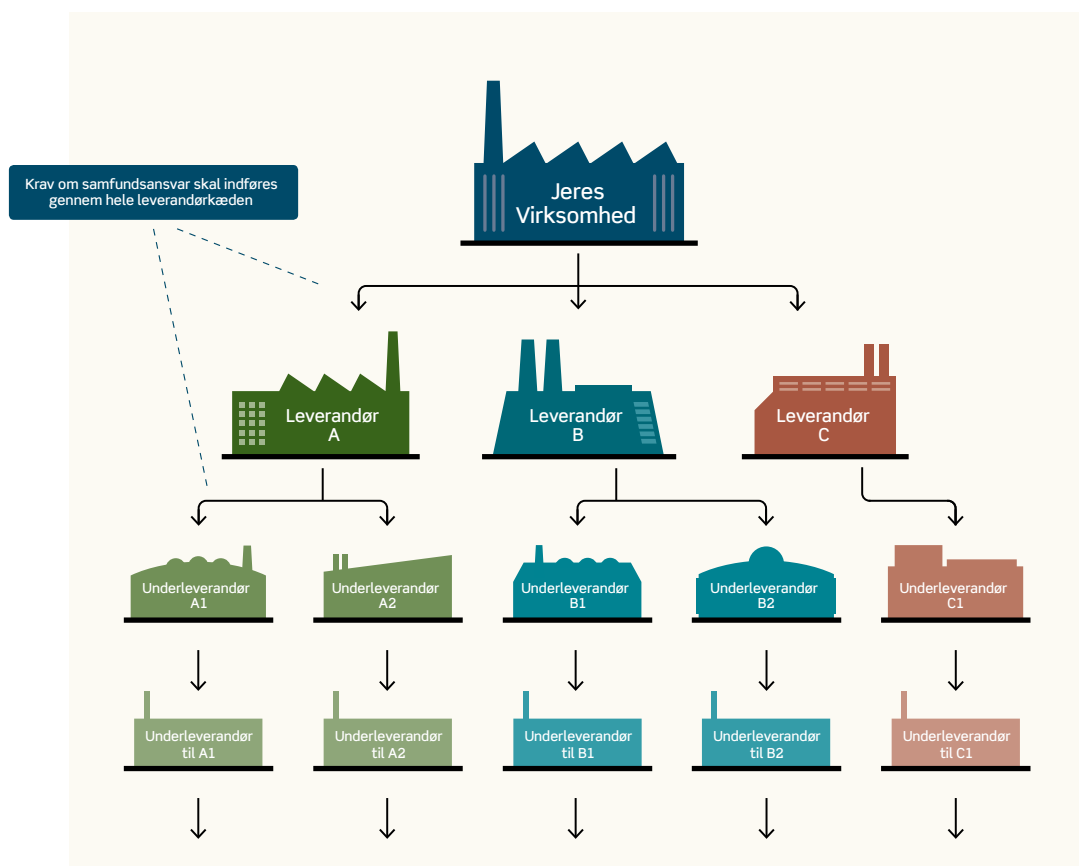 Jeres
Virksomhed
Krav om samfundsansvar skal indføres
gennem hele leverandørkæden
Leverandør
A
Leverandør
B
Leverandør
C
Underleverandør
A1
Underleverandør
A2
Underleverandør
B1
Underleverandør
B2
Underleverandør
C1
Underleverandør
til A1
Underleverandør
til A2
Underleverandør
til B1
Underleverandør
til B2
Underleverandør
til C1